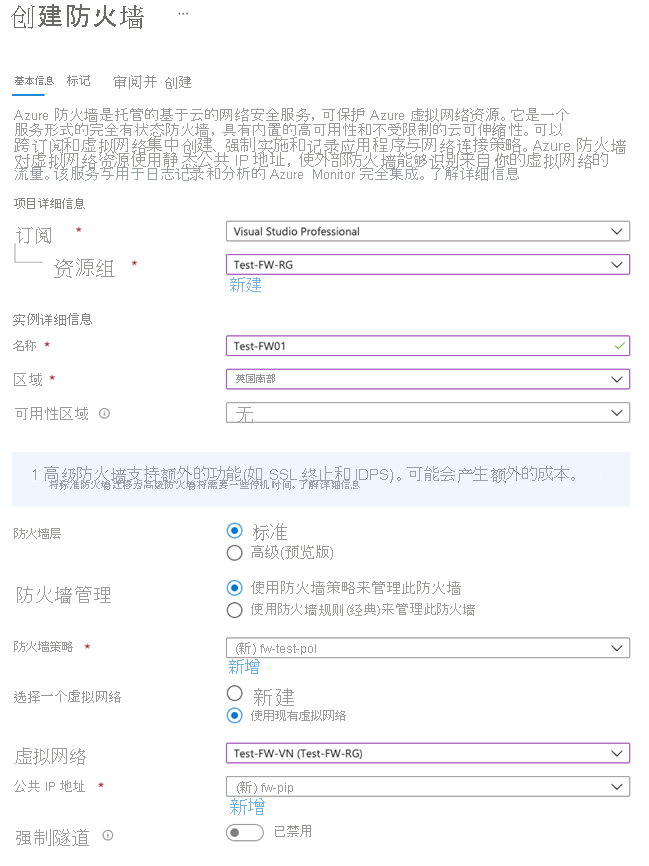 创建防火墙 ...
基本信息 标记 审阅并 创建
Azure 防火墙是托管的基于云的网络安全服务，可保护 Azure 虚拟网络资源。它是一个
服务形式的完全有状态防火墙，具有内置的高可用性和不受限制的云可伸缩性。可以
跨订阅和虚拟网络集中创建、强制实施和记录应用程序与网络连接策略。Azure 防火墙
对虚拟网络资源使用静态公共 IP 地址，使外部防火墙能够识别来自你的虚拟网络的
流量。该服务与用于日志记录和分析的 Azure Monitor 完全集成。了解详细信息
项目详细信息
订阅 * Visual Studio Professional
资源组 * Test-FW-RG
新建
实例详细信息
名称 * Test-FW01
区域 * 英国南部
可用性区域 无
1 高级防火墙支持额外的功能(如 SSL 终止和 IDPS)。可能会产生额外的成本。
将标准防火墙迁移为高级防火墙将需要一些停机时间。了解详细信息
防火墙层 标准
高级(预览版)
防火墙管理 使用防火墙策略来管理此防火墙
使用防火墙规则(经典)来管理此防火墙
防火墙策略 * (新) fw-test-pol
新增
选择一个虚拟网络 新建
使用现有虚拟网络
虚拟网络 Test-FW-VN (Test-FW-RG)
公共 IP 地址 * (新) fw-pip
新增
强制隧道 已禁用